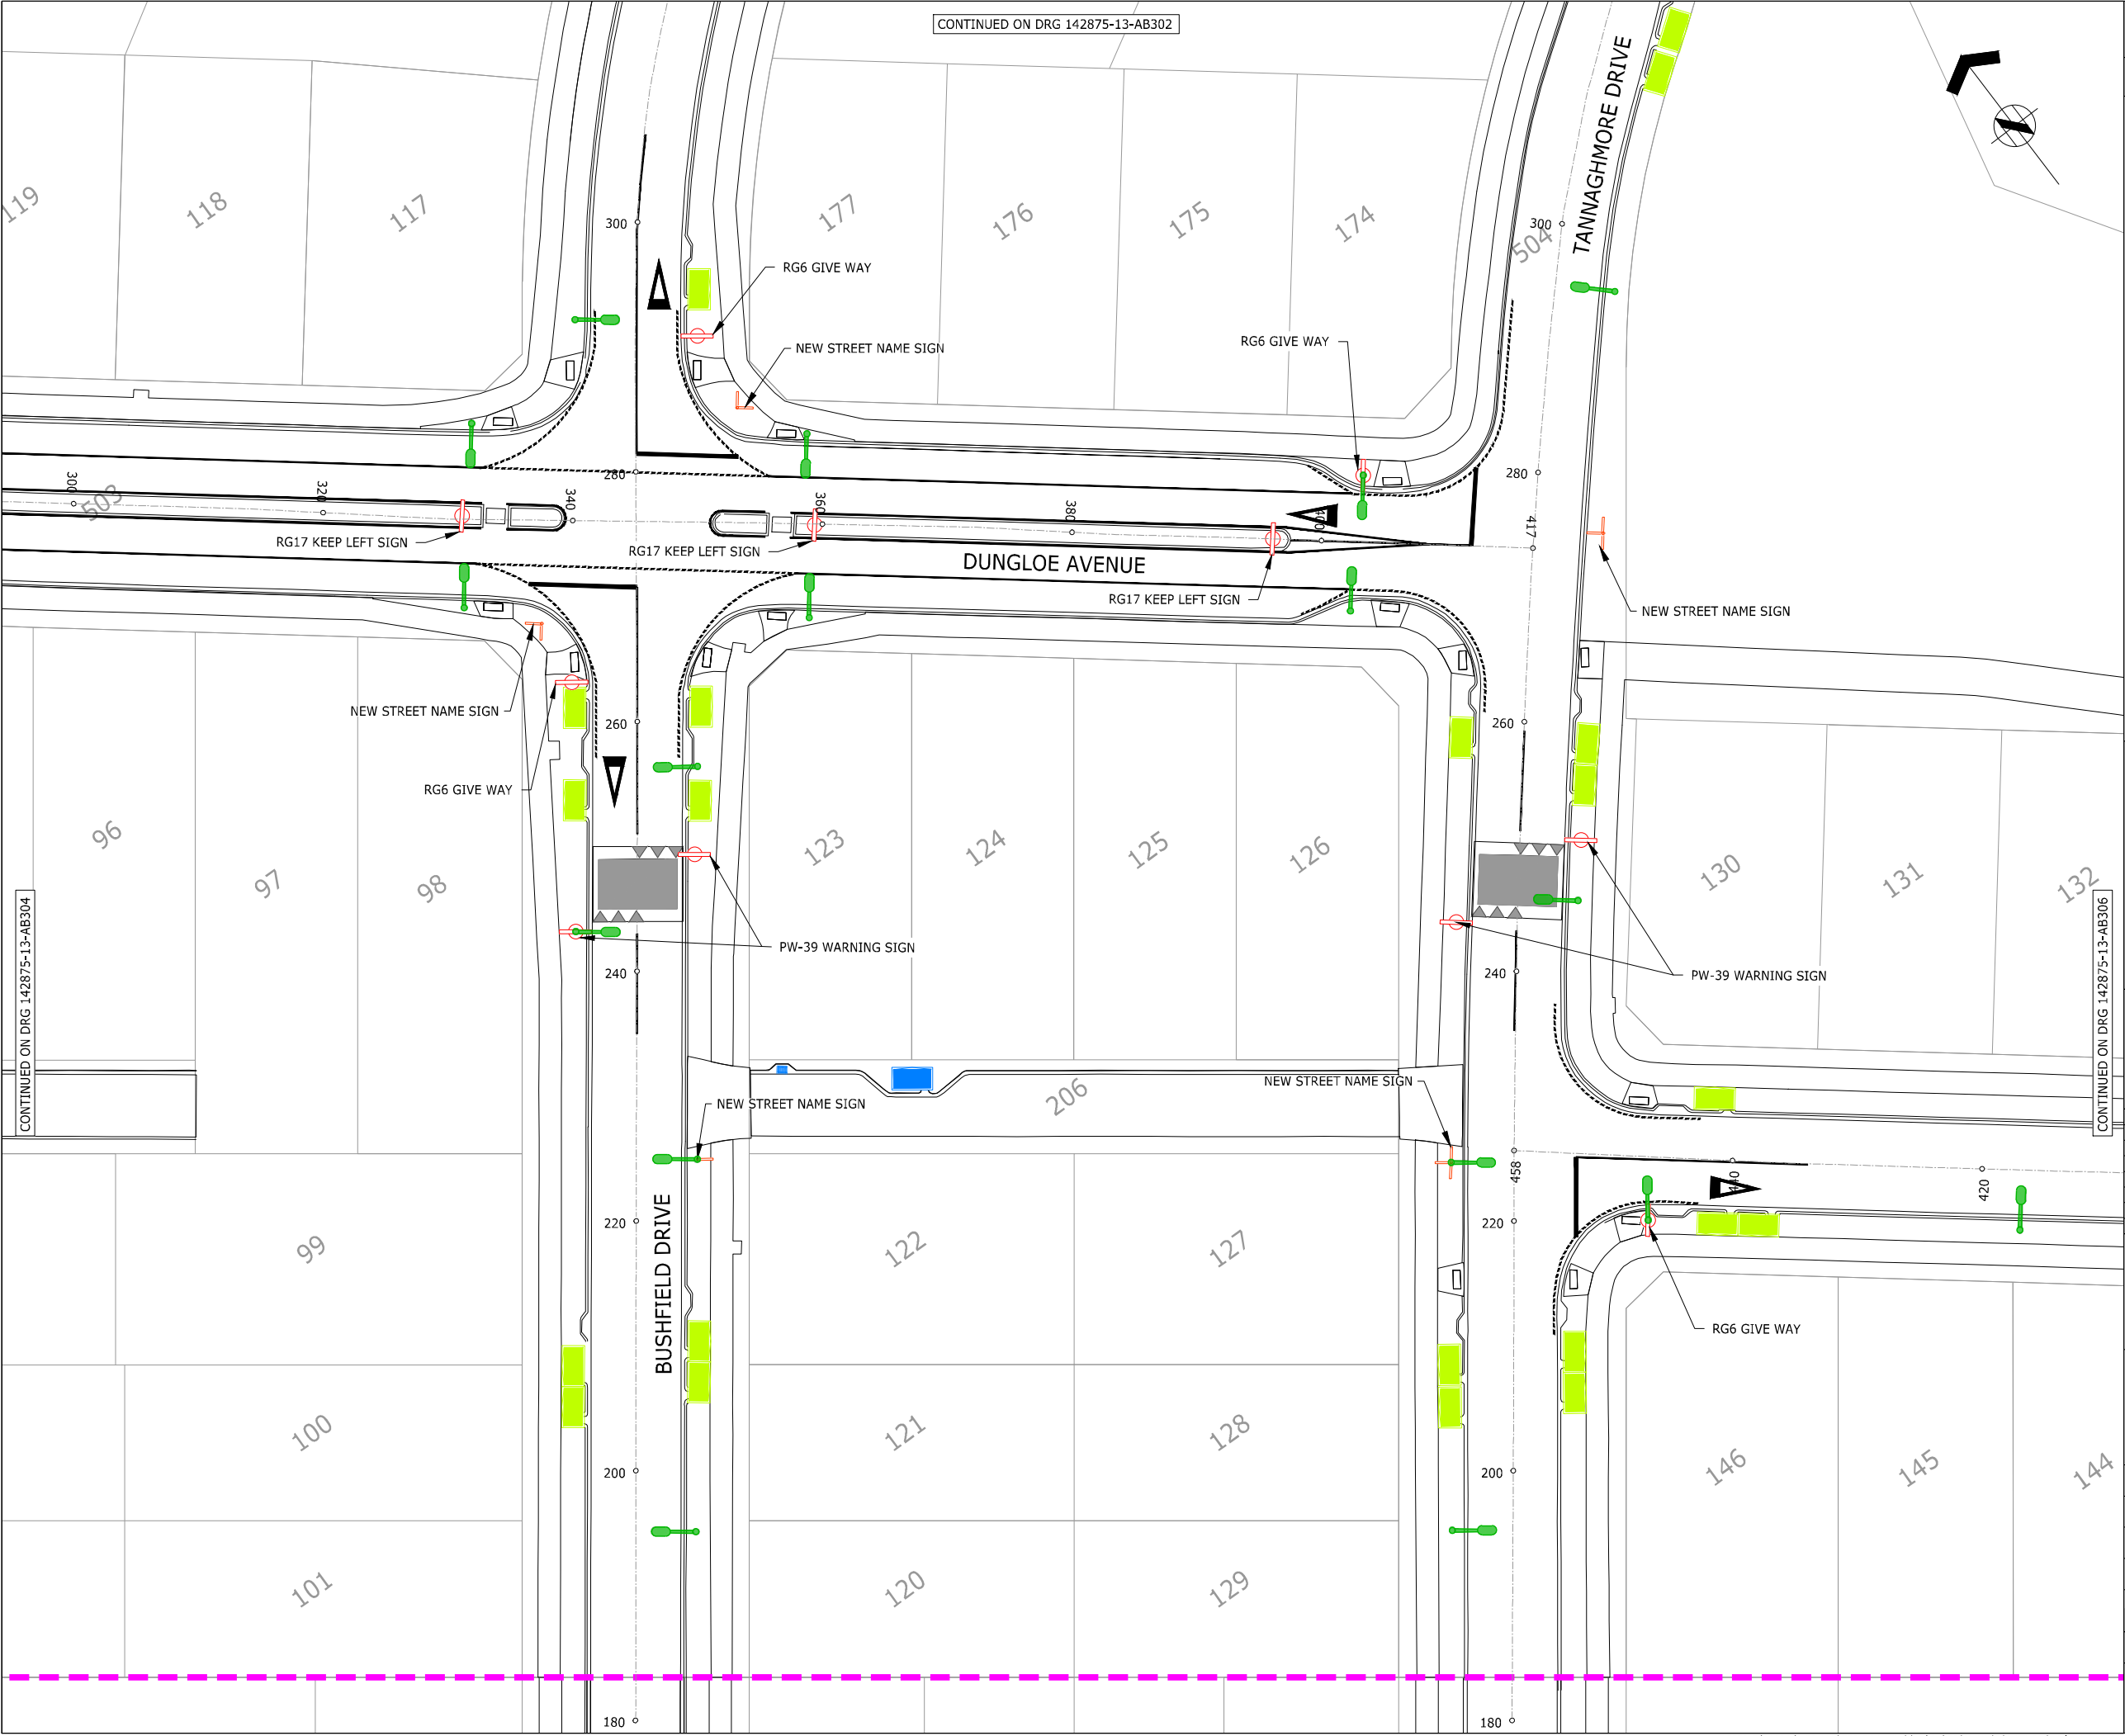 CONTINUED ON DRG 142875-13-AB302
TANNAGHMORE DRIVE
119
118
117
177
176
175
174
504
300
300
RG6 GIVE WAY
NEW STREET NAME SIGN
RG6 GIVE WAY
280
280
300
503
320
340
360
380
400
417
RG17 KEEP LEFT SIGN
RG17 KEEP LEFT SIGN
DUNGLOE AVENUE
RG17 KEEP LEFT SIGN
NEW STREET NAME SIGN
NEW STREET NAME SIGN
260
260
RG6 GIVE WAY
96
97
98
123
124
125
126
130
131
132
PW-39 WARNING SIGN
PW-39 WARNING SIGN
240
240
CONTINUED ON DRG 142875-13-AB304
CONTINUED ON DRG 142875-13-AB306
NEW STREET NAME SIGN
206
NEW STREET NAME SIGN
458
440
420
220
220
BUSHFIELD DRIVE
99
122
127
RG6 GIVE WAY
100
121
128
146
145
144
200
200
101
120
129
180
180